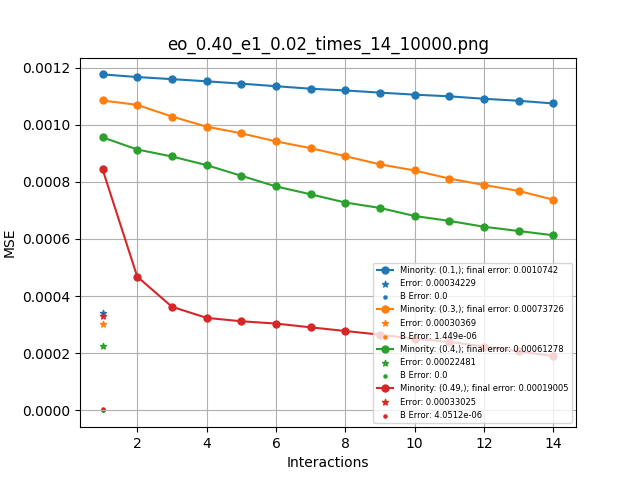 eo_0.40_e1_0.02_times_14_10000.png
0.0012
0.0010
0.0008
0.0006
0.0004
0.0002
0.0000
MSE
2
4
6
8
10
12
14
Interactions
Minority: (0.1,); final error: 0.0010742
Error: 0.00034229
B Error: 0.0
Minority: (0.3,); final error: 0.00073726
Error: 0.00030369
B Error: 1.449e-06
Minority: (0.4,); final error: 0.00061278
Error: 0.00022481
B Error: 0.0
Minority: (0.49,); final error: 0.00019005
Error: 0.00033025
B Error: 4.0512e-06